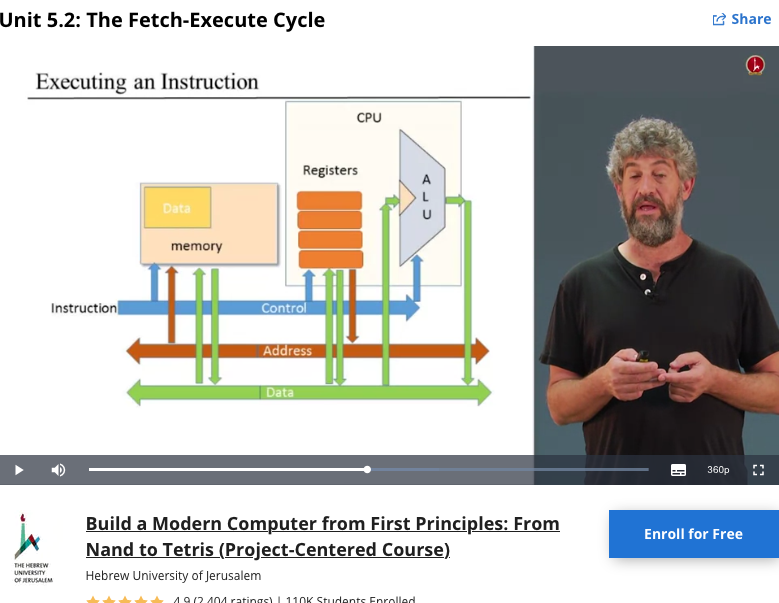 Unit 5.2: The Fetch-Execute Cycle
Share
Executing an Instruction
CPU
Registers
A
L
U
Data
memory
Instruction
Control
Address
Data
360p
Build a Modern Computer from First Principles: From
Nand to Tetris (Project-Centered Course)
Enroll for Free
THE HEBREW
UNIVERSITY
OF JERUSALEM
Hebrew University of Jerusalem
4.9 (2,404 ratings) | 110K Students Enrolled